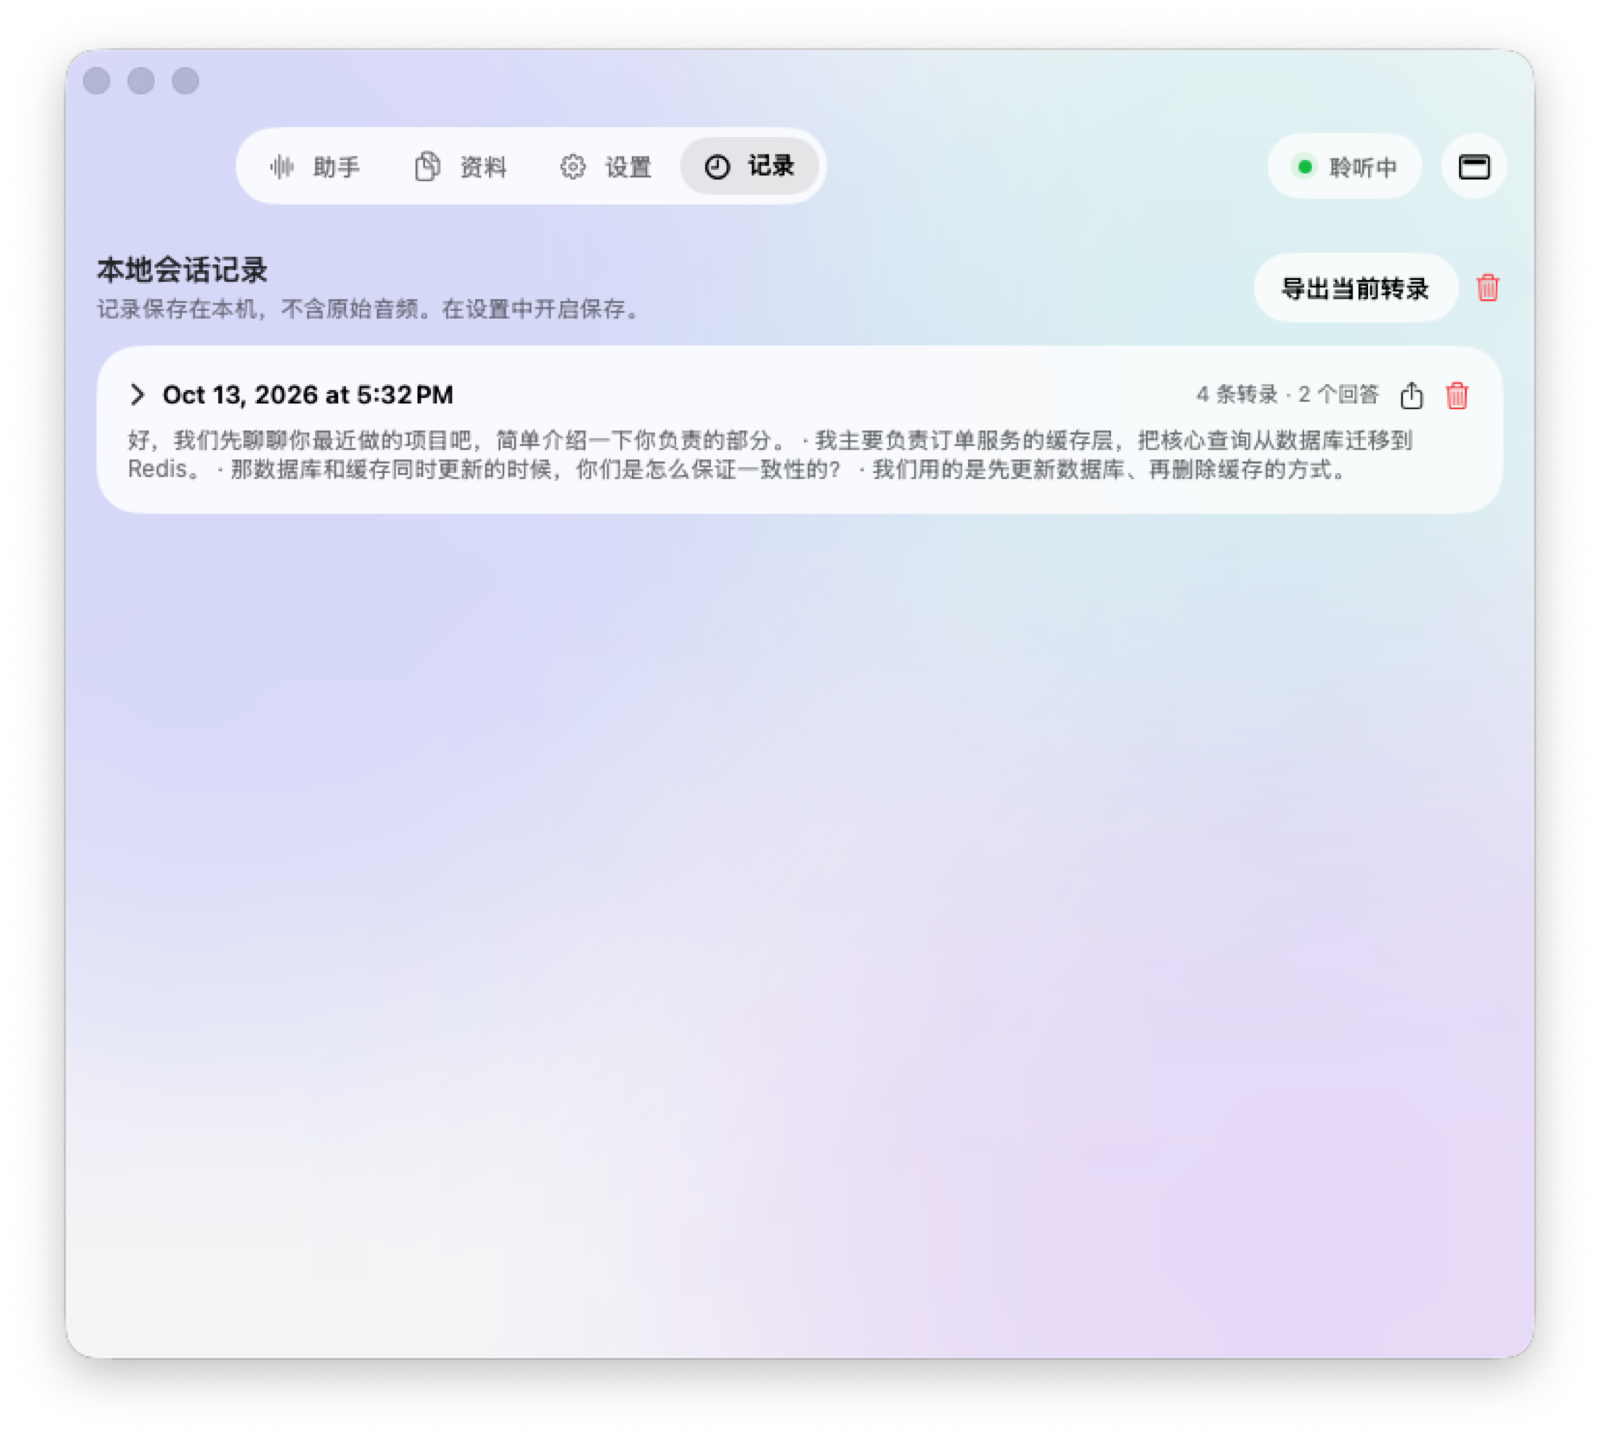 助手 资料 设置 记录 聆听中
本地会话记录
记录保存在本机，不含原始音频。在设置中开启保存。
导出当前转录
Oct 13, 2026 at 5:32 PM 4 条转录 · 2 个回答
好，我们先聊聊你最近做的项目吧，简单介绍一下你负责的部分。 · 我主要负责订单服务的缓存层，把核心查询从数据库迁移到
Redis。 · 那数据库和缓存同时更新的时候，你们是怎么保证一致性的？ · 我们用的是先更新数据库、再删除缓存的方式。